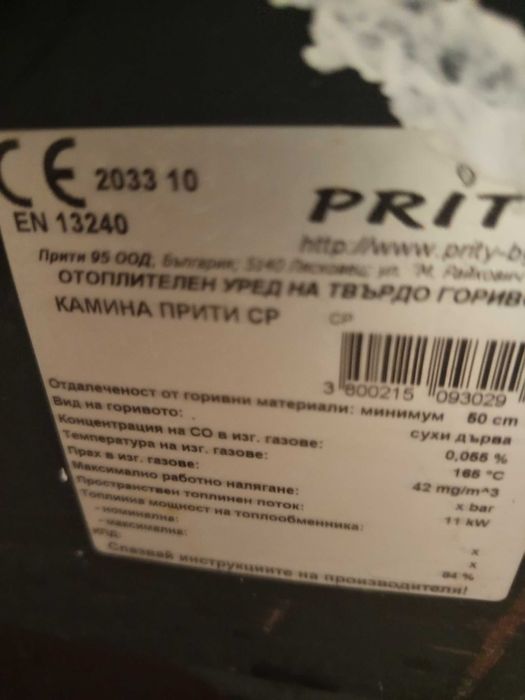 CE 2033 10
EN 13240
PRIT
http://www.prity-b
Прити 95 ООД, България; 5140 Лясковец; ул. "М. Райкович
ОТОПЛИТЕЛЕН УРЕД НА ТВЪРДО ГОРИВ
КАМИНА ПРИТИ СР СР
3 800215 093029
Отдалеченост от горивни материали: минимум 50 cm
Вид на горивото: сухи дърва
Концентрация на CO в изг. газове: 0,055 %
Температура на изг. газове: 165 °C
Прах в изг. газове: 42 mg/m^3
Максимално работно налягане: x bar
Пространствен топлинен поток: 11 kW
Топлинна мощност на топлообменника:
- номинална: x
- максимална: x
КПД: 84 %
Спазвай инструкциите на производителя!